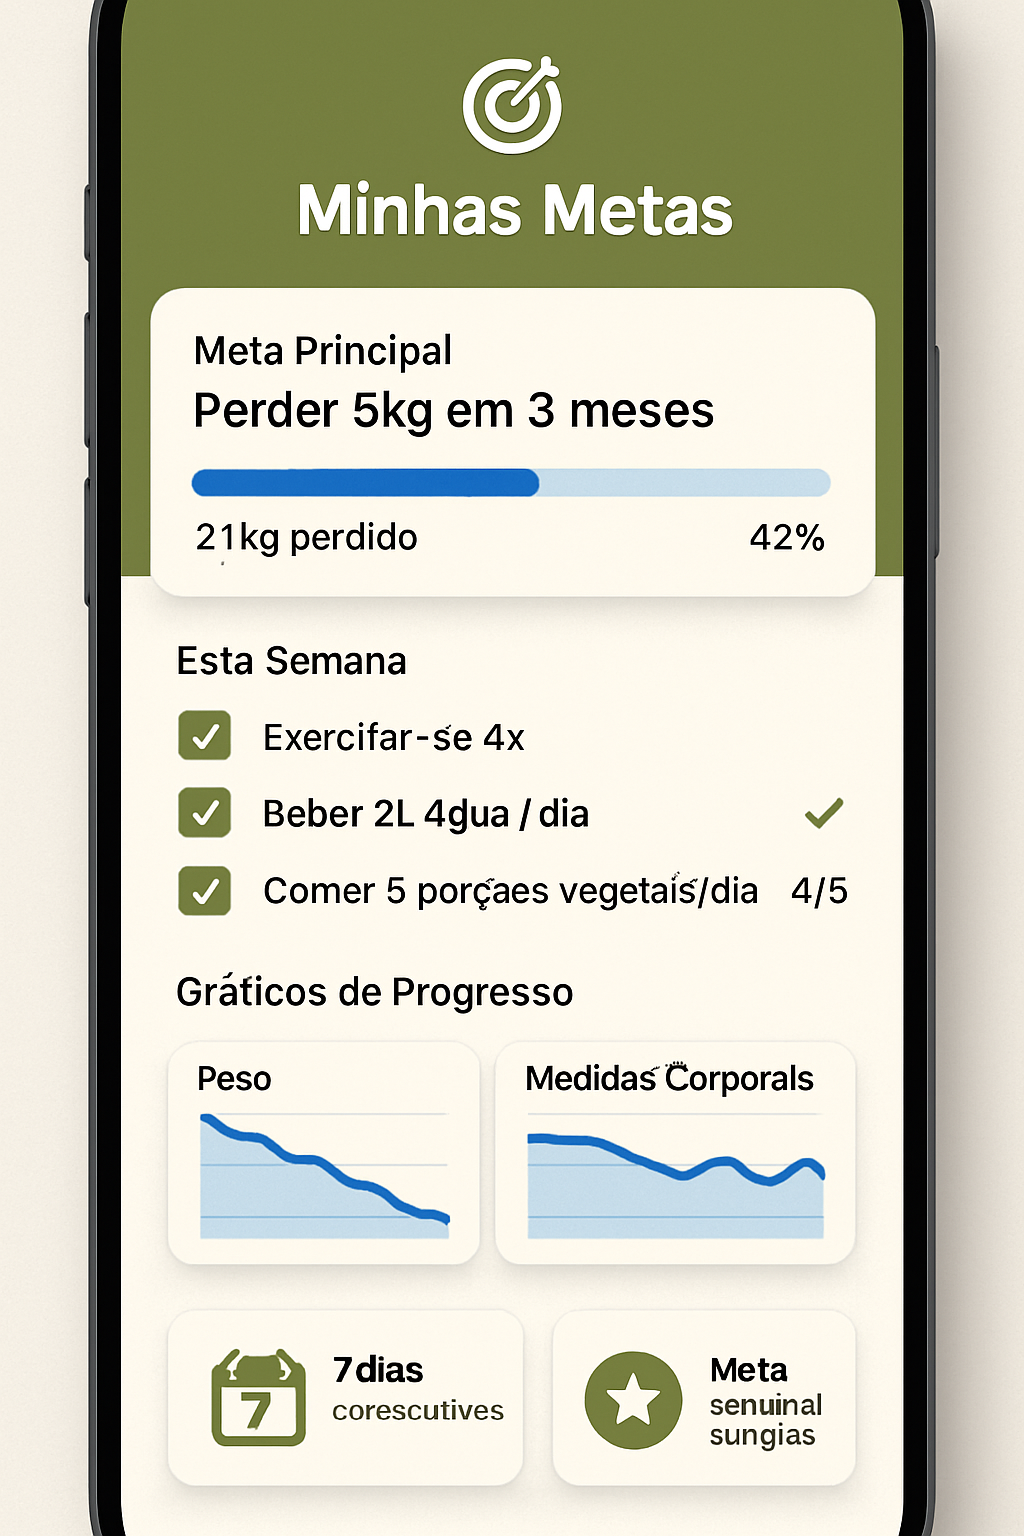 Minhas Metas
Meta Principal
Perder 5kg em 3 meses
21kg perdido 42%
Esta Semana
Exercifar-se 4x
Beber 2L 4gua / dia
Comer 5 porçaes vegetais/dia 4/5
Gráficos de Progresso
Peso
Medidas Corporals
7
7 dias
corescutives
Meta
senuinal
sungias